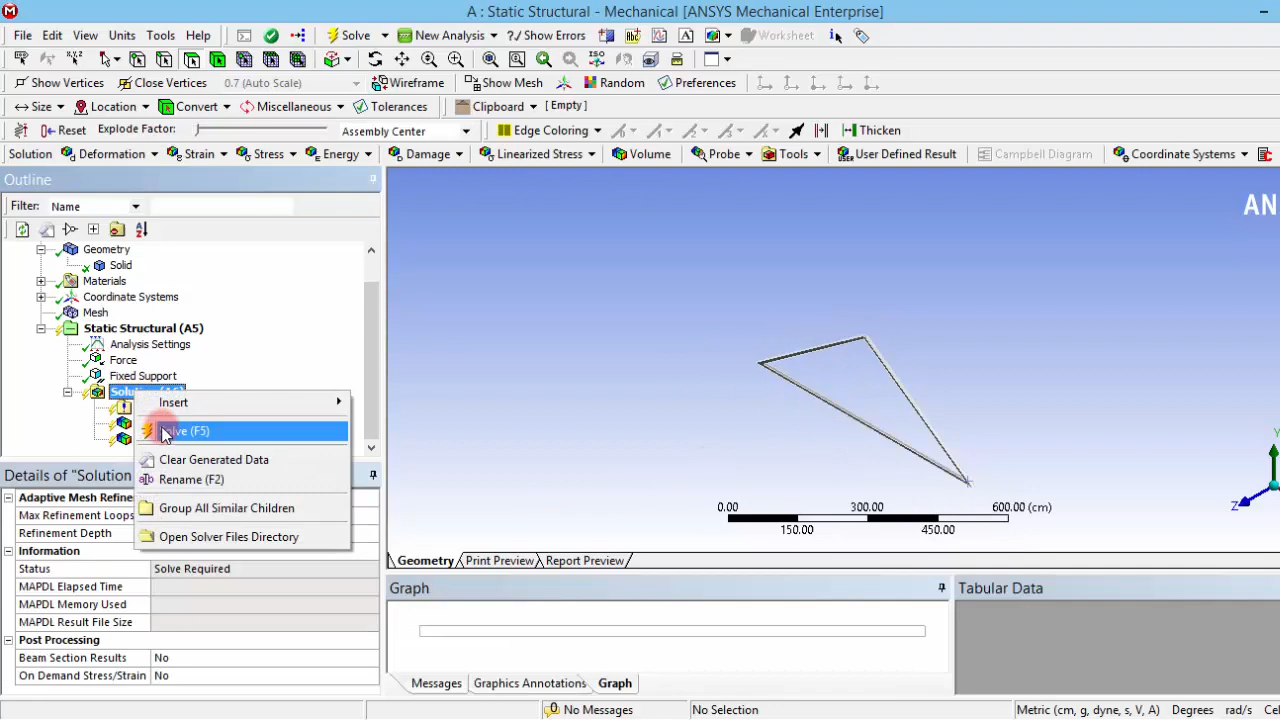 A : Static Structural - Mechanical [ANSYS Mechanical Enterprise]
File Edit View Units Tools Help Solve New Analysis ?/ Show Errors Worksheet i
Show Vertices Close Vertices 0.7 (Auto Scale) Wireframe Show Mesh Random Preferences
Size Location Convert Miscellaneous Tolerances Clipboard [Empty]
Reset Explode Factor: Assembly Center Edge Coloring Thicken
Solution Deformation Strain Stress Energy Damage Linearized Stress Volume Probe Tools User Defined Result Campbell Diagram Coordinate Systems
Outline
Filter: Name
Geometry
Solid
Materials
Coordinate Systems
Mesh
Static Structural (A5)
Analysis Settings
Force
Fixed Support
Insert
(F5)
Clear Generated Data
Rename (F2)
Group All Similar Children
Open Solver Files Directory
Details of "Solution
Adaptive Mesh Refine
Max Refinement Loops
Refinement Depth
Information
Status Solve Required
MAPDL Elapsed Time
MAPDL Memory Used
MAPDL Result File Size
Post Processing
Beam Section Results No
On Demand Stress/Strain No
AN
Y
Z
0.00 300.00 600.00 (cm)
150.00 450.00
Geometry Print Preview Report Preview
Graph
Tabular Data
Messages Graphics Annotations Graph
No Messages No Selection Metric (cm, g, dyne, s, V, A) Degrees rad/s Cel